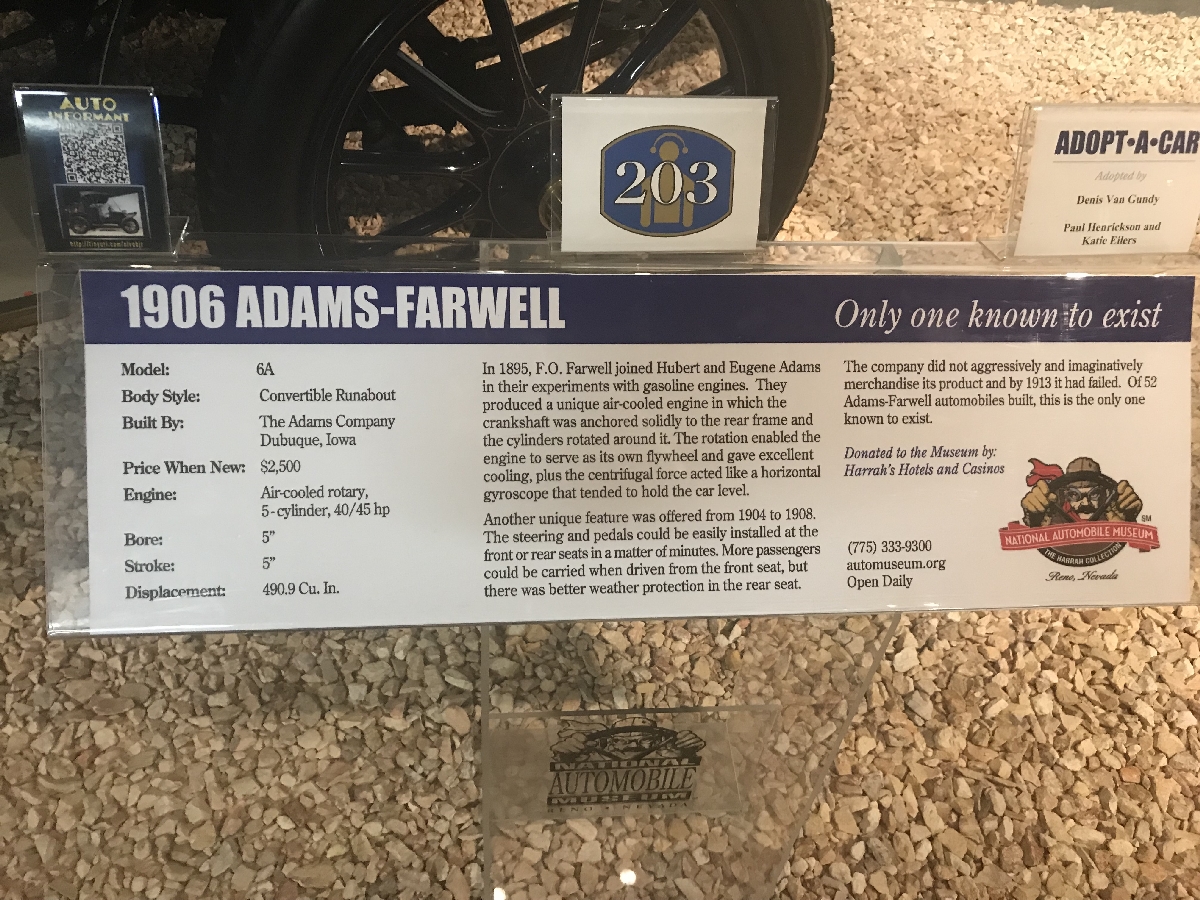 AUTO
INFORMANT
203
ADOPT•A•CAR
Adopted by
Denis Van Gundy
Paul Henrickson and
Katie Eilers
1906 ADAMS-FARWELL
Only one known to exist
Model: 6A
Body Style: Convertible Runabout
Built By: The Adams Company
Dubuque, Iowa
Price When New: $2,500
Engine: Air-cooled rotary,
5-cylinder, 40/45 hp
Bore: 5"
Stroke: 5"
Displacement: 490.9 Cu. In.
In 1895, F.O. Farwell joined Hubert and Eugene Adams
in their experiments with gasoline engines. They
produced a unique air-cooled engine in which the
crankshaft was anchored solidly to the rear frame and
the cylinders rotated around it. The rotation enabled the
engine to serve as its own flywheel and gave excellent
cooling, plus the centrifugal force acted like a horizontal
gyroscope that tended to hold the car level.
Another unique feature was offered from 1904 to 1908.
The steering and pedals could be easily installed at the
front or rear seats in a matter of minutes. More passengers
could be carried when driven from the front seat, but
there was better weather protection in the rear seat.
The company did not aggressively and imaginatively
merchandise its product and by 1913 it had failed. Of 52
Adams-Farwell automobiles built, this is the only one
known to exist.
Donated to the Museum by:
Harrah's Hotels and Casinos
(775) 333-9300
automuseum.org
Open Daily
SM
NATIONAL AUTOMOBILE MUSEUM
THE HARRAH COLLECTION
Reno, Nevada
NATIONAL
AUTOMOBILE
MUSEUM
RENO NEVADA